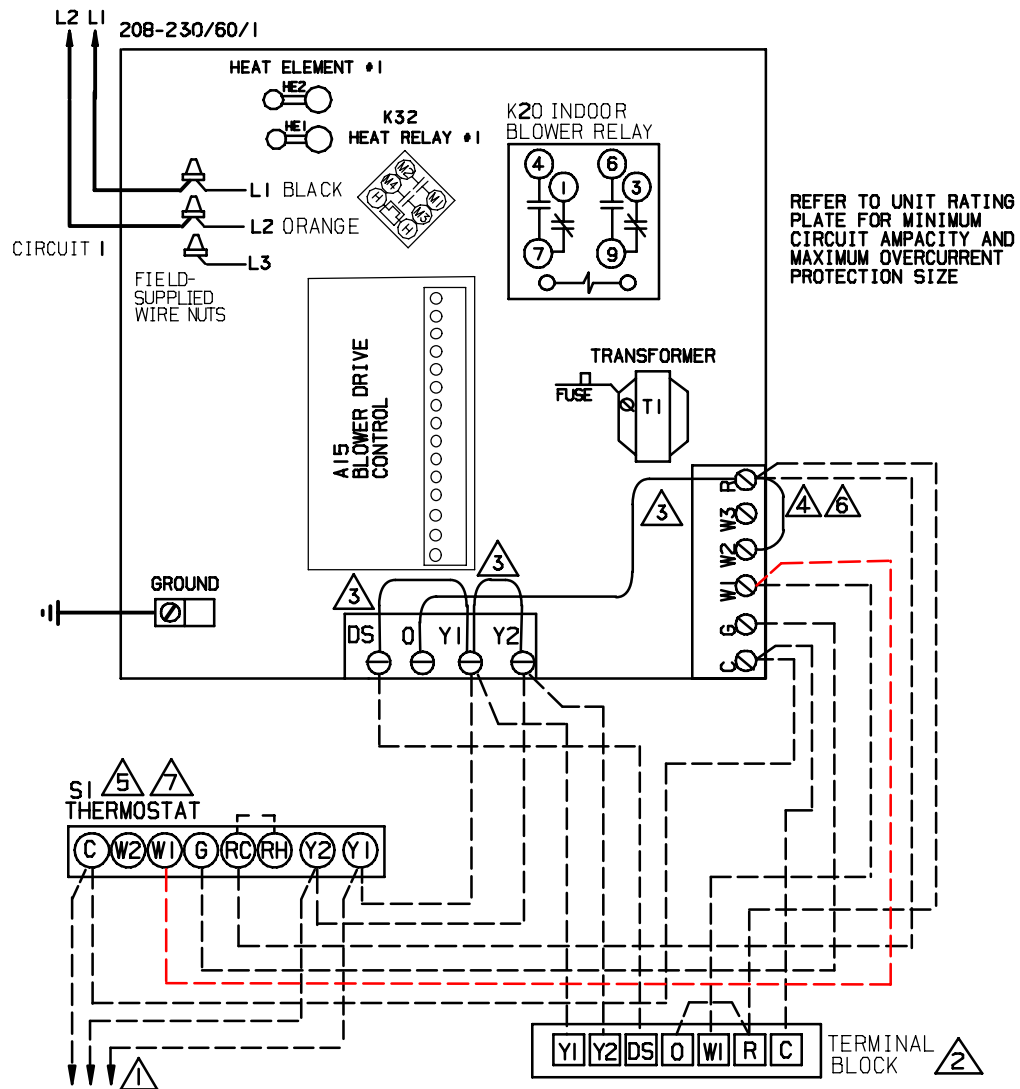 L2 L1
208-230/60/1
HEAT ELEMENT #1
HE2
HE1
K32
HEAT RELAY #1
M2
M4
M1
M3
H
H
K20 INDOOR
BLOWER RELAY
4
6
1
3
7
9
L1 BLACK
L2 ORANGE
L3
CIRCUIT 1
FIELD-
SUPPLIED
WIRE NUTS
REFER TO UNIT RATING
PLATE FOR MINIMUM
CIRCUIT AMPACITY AND
MAXIMUM OVERCURRENT
PROTECTION SIZE
A15
BLOWER DRIVE
CONTROL
TRANSFORMER
FUSE
T1
R
W3
W2
W1
G
C
3
4 6
3
3
GROUND
DS O Y1 Y2
S1 5 7
THERMOSTAT
C W2 W1 G RC RH Y2 Y1
1
Y1 Y2 DS O W1 R C
TERMINAL
BLOCK 2